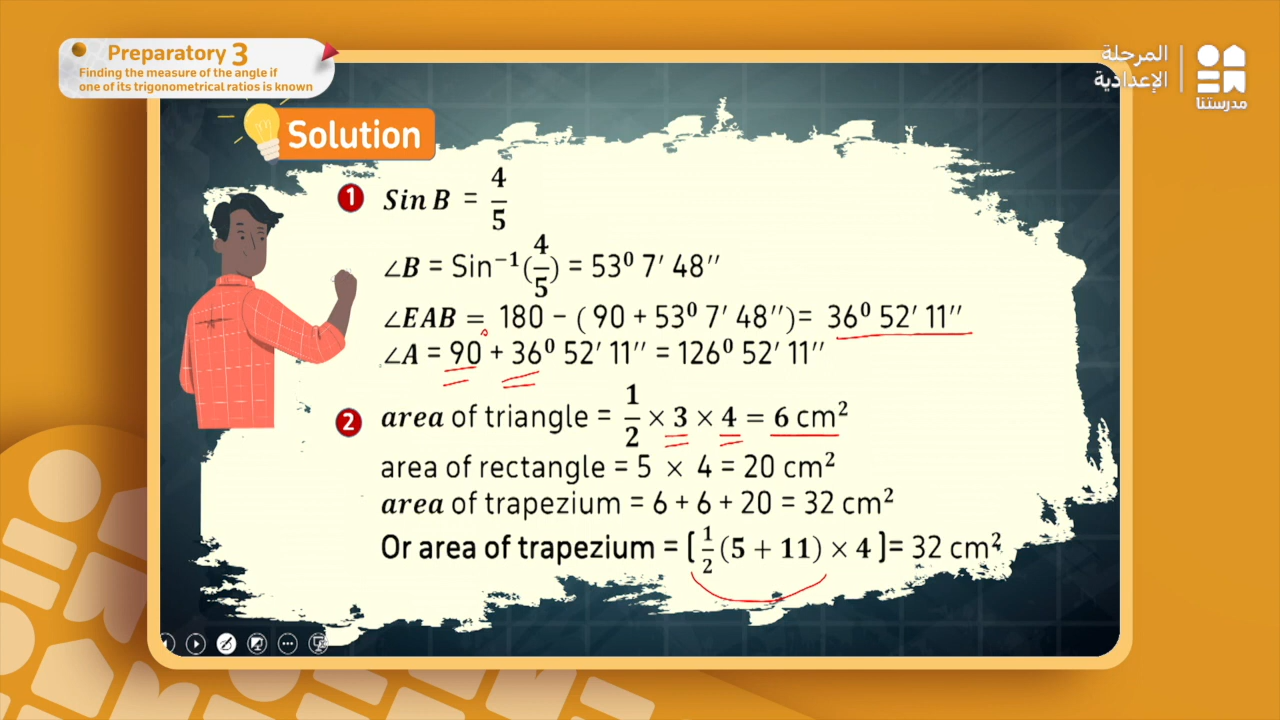 Preparatory 3
Finding the measure of the angle if
one of its trigonometrical ratios is known
المرحلة
الإعدادية
مدرستنا
Solution
1 Sin B = 4/5
∠B = Sin⁻¹(4/5) = 53⁰ 7′ 48′′
∠EAB = 180 − ( 90 + 53⁰ 7′ 48′′)= 36⁰ 52′ 11′′
∠A = 90 + 36⁰ 52′ 11′′ = 126⁰ 52′ 11′′
2 area of triangle = 1/2 × 3 × 4 = 6 cm²
area of rectangle = 5 × 4 = 20 cm²
area of trapezium = 6 + 6 + 20 = 32 cm²
Or area of trapezium = [1/2 (5 + 11) × 4 ]= 32 cm²